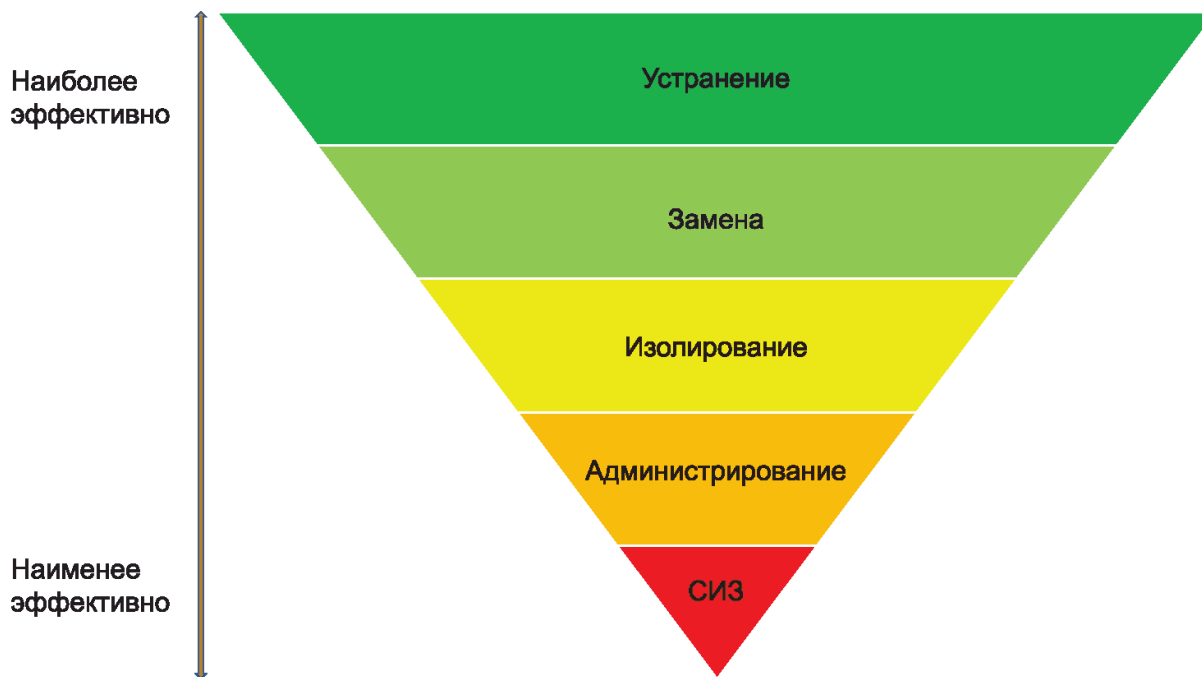 Наиболее
эффективно
Устранение
Замена
Изолирование
Администрирование
СИЗ
Наименее
эффективно